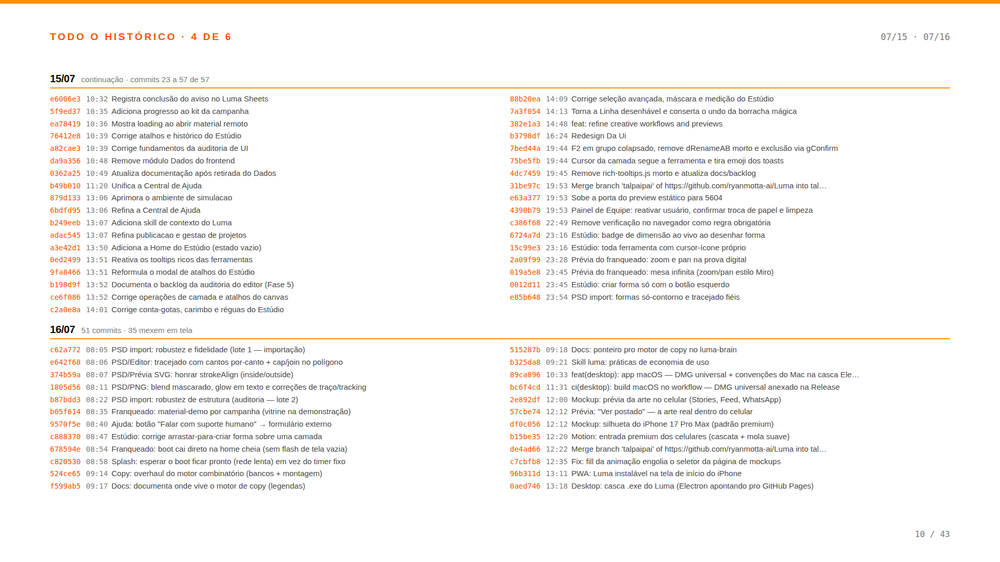 TODO O HISTÓRICO · 4 DE 6
07/15 · 07/16
15/07 continuação · commits 23 a 57 de 57
e6006e3 10:32 Registra conclusão do aviso no Luma Sheets
5f9ed37 10:35 Adiciona progresso ao kit da campanha
ea78419 10:36 Mostra loading ao abrir material remoto
76412e8 10:39 Corrige atalhos e histórico do Estúdio
a82cae3 10:39 Corrige fundamentos da auditoria de UI
da9a356 10:48 Remove módulo Dados do frontend
0362a25 10:49 Atualiza documentação após retirada do Dados
b49b010 11:20 Unifica a Central de Ajuda
879d133 13:06 Aprimora o ambiente de simulacao
6bdfd95 13:06 Refina a Central de Ajuda
b249eeb 13:07 Adiciona skill de contexto do Luma
adac545 13:07 Refina publicacao e gestao de projetos
a3e42d1 13:50 Adiciona a Home do Estúdio (estado vazio)
0ed2499 13:51 Reativa os tooltips ricos das ferramentas
9fa8466 13:51 Reformula o modal de atalhos do Estúdio
b198d9f 13:52 Documenta o backlog da auditoria do editor (Fase 5)
ce6f086 13:52 Corrige operações de camada e atalhos do canvas
c2a0e8a 14:01 Corrige conta-gotas, carimbo e réguas do Estúdio
88b20ea 14:09 Corrige seleção avançada, máscara e medição do Estúdio
7a3f054 14:13 Torna a Linha desenhável e conserta o undo da borracha mágica
382e1a3 14:48 feat: refine creative workflows and previews
b3798df 16:24 Redesign Da Ui
7bed44a 19:44 F2 em grupo colapsado, remove dRenameAB morto e exclusão via gConfirm
75be5fb 19:44 Cursor da camada segue a ferramenta e tira emoji dos toasts
4dc7459 19:45 Remove rich-tooltips.js morto e atualiza docs/backlog
31be97c 19:53 Merge branch 'talpaipai' of https://github.com/ryanmotta-ai/Luma into tal…
e63a377 19:53 Sobe a porta do preview estático para 5604
4390b79 19:53 Painel de Equipe: reativar usuário, confirmar troca de papel e limpeza
c386f68 22:49 Remove verificação no navegador como regra obrigatória
6724a7d 23:16 Estúdio: badge de dimensão ao vivo ao desenhar forma
15c99e3 23:16 Estúdio: toda ferramenta com cursor-ícone próprio
2a09f99 23:28 Prévia do franqueado: zoom e pan na prova digital
019a5e8 23:45 Prévia do franqueado: mesa infinita (zoom/pan estilo Miro)
0012d11 23:45 Estúdio: criar forma só com o botão esquerdo
e85b648 23:54 PSD import: formas só-contorno e tracejado fiéis
16/07 51 commits · 35 mexem em tela
c62a772 08:05 PSD import: robustez e fidelidade (lote 1 — importação)
e642f68 08:06 PSD/Editor: tracejado com cantos por-canto + cap/join no polígono
374b59a 08:07 PSD/Prévia SVG: honrar strokeAlign (inside/outside)
1805d56 08:11 PSD/PNG: blend mascarado, glow em texto e correções de traço/tracking
b87bdd3 08:22 PSD import: robustez de estrutura (auditoria — lote 2)
b05f614 08:35 Franqueado: material-demo por campanha (vitrine na demonstração)
9570f5e 08:40 Ajuda: botão "Falar com suporte humano" → formulário externo
c888370 08:47 Estúdio: corrige arrastar-para-criar forma sobre uma camada
678594e 08:54 Franqueado: boot cai direto na home cheia (sem flash de tela vazia)
c820530 08:58 Splash: esperar o boot ficar pronto (rede lenta) em vez do timer fixo
524ce65 09:14 Copy: overhaul do motor combinatório (bancos + montagem)
f599ab5 09:17 Docs: documenta onde vive o motor de copy (legendas)
515287b 09:18 Docs: ponteiro pro motor de copy no luma-brain
b325da8 09:21 Skill luma: práticas de economia de uso
89ca896 10:33 feat(desktop): app macOS — DMG universal + convenções do Mac na casca Ele…
bc6f4cd 11:31 ci(desktop): build macOS no workflow — DMG universal anexado na Release
2e892df 12:00 Mockup: prévia da arte no celular (Stories, Feed, WhatsApp)
57cbe74 12:12 Prévia: "Ver postado" — a arte real dentro do celular
df0c056 12:12 Mockup: silhueta do iPhone 17 Pro Max (padrão premium)
b15be35 12:20 Motion: entrada premium dos celulares (cascata + mola suave)
de4ad66 12:22 Merge branch 'talpaipai' of https://github.com/ryanmotta-ai/Luma into tal…
c7cbfb8 12:35 Fix: fill da animação engolia o seletor da página de mockups
96b311d 13:11 PWA: Luma instalável na tela de início do iPhone
0aed746 13:18 Desktop: casca .exe do Luma (Electron apontando pro GitHub Pages)
10 / 43